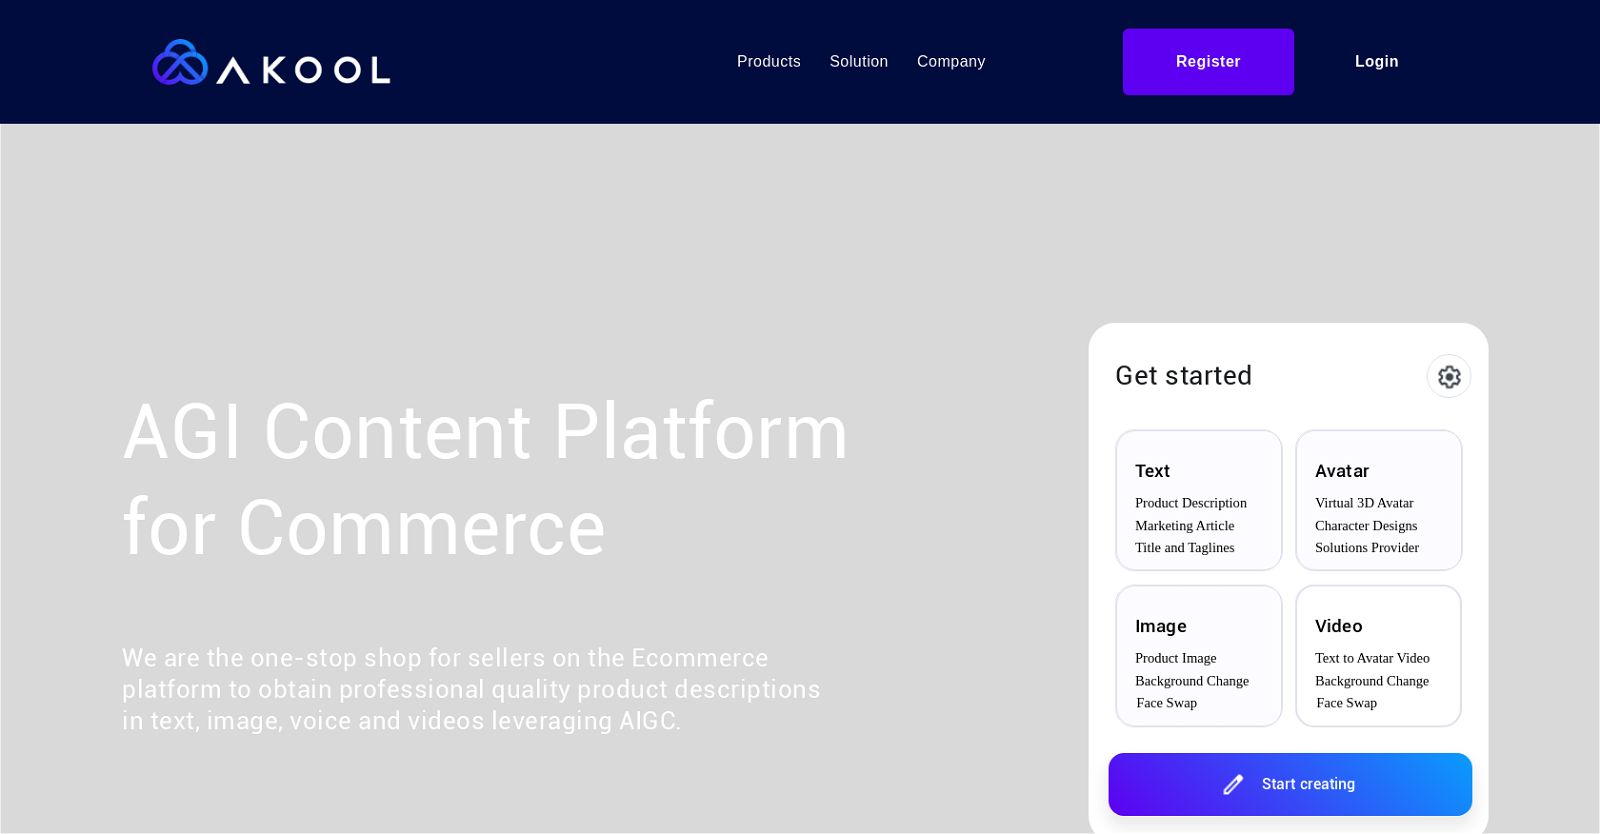 AKOOL
Products
Solution
Company
Register
Login
AGI Content Platform
for Commerce
We are the one-stop shop for sellers on the Ecommerce
platform to obtain professional quality product descriptions
in text, image, voice and videos leveraging AIGC.
Get started
Text
Product Description
Marketing Article
Title and Taglines
Avatar
Virtual 3D Avatar
Character Designs
Solutions Provider
Image
Product Image
Background Change
Face Swap
Video
Text to Avatar Video
Background Change
Face Swap
Start creating